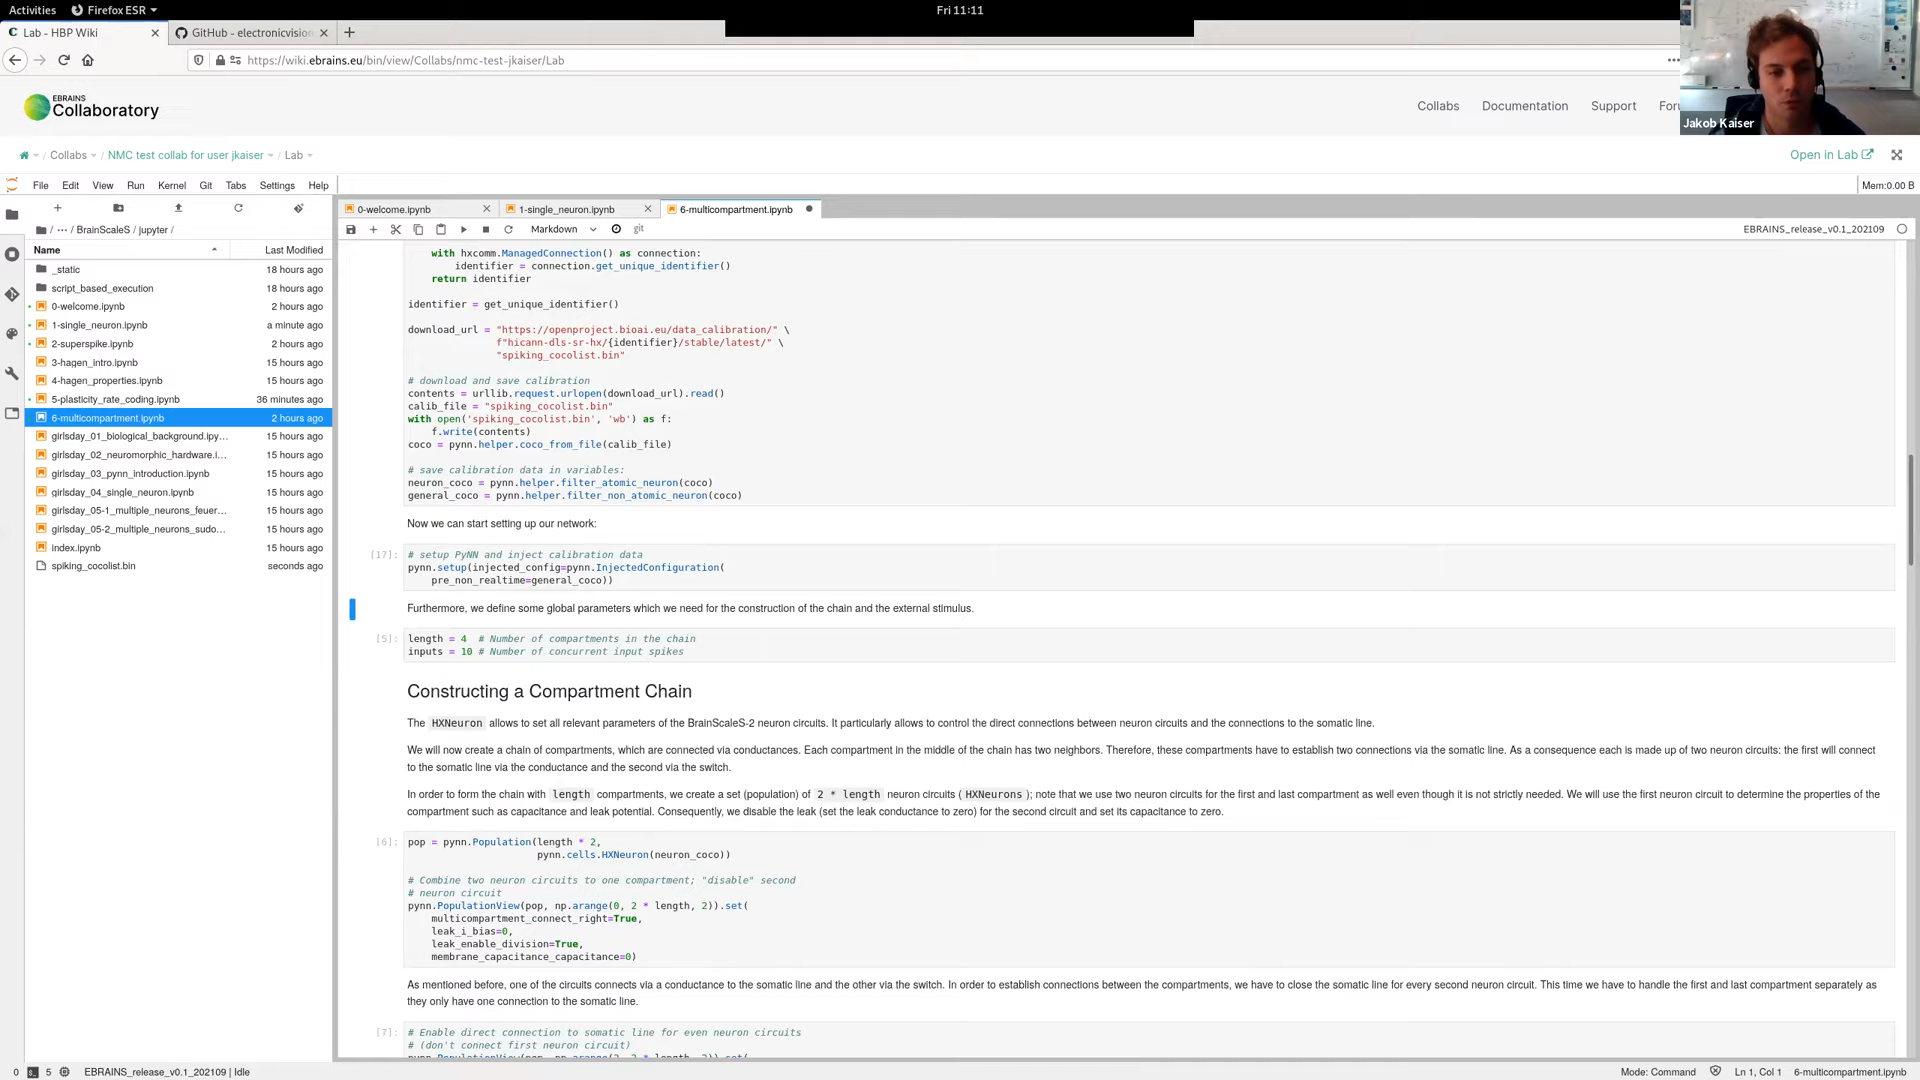 Activities
Firefox ESR
Fri 11:11
Lab - HBP Wiki
GitHub - electronicvision
https://wiki.ebrains.eu/bin/view/Collabs/nmc-test-jkaiser/Lab
EBRAINS
Collaboratory
Collabs
Documentation
Support
Jakob Kaiser
/ Collabs / NMC test collab for user jkaiser / Lab
Open in Lab
File Edit View Run Kernel Git Tabs Settings Help
Mem:0.00 B
0-welcome.ipynb
1-single_neuron.ipynb
6-multicompartment.ipynb
/ ··· / BrainScaleS / jupyter /
Markdown
git
EBRAINS_release_v0.1_202109
Name
Last Modified
_static 18 hours ago
script_based_execution 18 hours ago
0-welcome.ipynb 2 hours ago
1-single_neuron.ipynb a minute ago
2-superspike.ipynb 2 hours ago
3-hagen_intro.ipynb 15 hours ago
4-hagen_properties.ipynb 15 hours ago
5-plasticity_rate_coding.ipynb 36 minutes ago
6-multicompartment.ipynb 2 hours ago
girlsday_01_biological_background.ipy... 15 hours ago
girlsday_02_neuromorphic_hardware.i... 15 hours ago
girlsday_03_pynn_introduction.ipynb 15 hours ago
girlsday_04_single_neuron.ipynb 15 hours ago
girlsday_05-1_multiple_neurons_feuer... 15 hours ago
girlsday_05-2_multiple_neurons_sudo... 15 hours ago
index.ipynb 15 hours ago
spiking_cocolist.bin seconds ago
with hxcomm.ManagedConnection() as connection:
identifier = connection.get_unique_identifier()
return identifier
identifier = get_unique_identifier()
download_url = "https://openproject.bioai.eu/data_calibration/" \
f"hicann-dls-sr-hx/{identifier}/stable/latest/" \
"spiking_cocolist.bin"
# download and save calibration
contents = urllib.request.urlopen(download_url).read()
calib_file = "spiking_cocolist.bin"
with open('spiking_cocolist.bin', 'wb') as f:
f.write(contents)
coco = pynn.helper.coco_from_file(calib_file)
# save calibration data in variables:
neuron_coco = pynn.helper.filter_atomic_neuron(coco)
general_coco = pynn.helper.filter_non_atomic_neuron(coco)
Now we can start setting up our network:
[17]: # setup PyNN and inject calibration data
pynn.setup(injected_config=pynn.InjectedConfiguration(
pre_non_realtime=general_coco))
Furthermore, we define some global parameters which we need for the construction of the chain and the external stimulus.
[5]: length = 4 # Number of compartments in the chain
inputs = 10 # Number of concurrent input spikes
Constructing a Compartment Chain
The HXNeuron allows to set all relevant parameters of the BrainScaleS-2 neuron circuits. It particularly allows to control the direct connections between neuron circuits and the connections to the somatic line.
We will now create a chain of compartments, which are connected via conductances. Each compartment in the middle of the chain has two neighbors. Therefore, these compartments have to establish two connections via the somatic line. As a consequence each is made up of two neuron circuits: the first will connect
to the somatic line via the conductance and the second via the switch.
In order to form the chain with length compartments, we create a set (population) of 2 * length neuron circuits ( HXNeurons ); note that we use two neuron circuits for the first and last compartment as well even though it is not strictly needed. We will use the first neuron circuit to determine the properties of the
compartment such as capacitance and leak potential. Consequently, we disable the leak (set the leak conductance to zero) for the second circuit and set its capacitance to zero.
[6]: pop = pynn.Population(length * 2,
pynn.cells.HXNeuron(neuron_coco))
# Combine two neuron circuits to one compartment; "disable" second
# neuron circuit
pynn.PopulationView(pop, np.arange(0, 2 * length, 2)).set(
multicompartment_connect_right=True,
leak_i_bias=0,
leak_enable_division=True,
membrane_capacitance_capacitance=0)
As mentioned before, one of the circuits connects via a conductance to the somatic line and the other via the switch. In order to establish connections between the compartments, we have to close the somatic line for every second neuron circuit. This time we have to handle the first and last compartment separately as
they only have one connection to the somatic line.
[7]: # Enable direct connection to somatic line for even neuron circuits
# (don't connect first neuron circuit)
0
5
EBRAINS_release_v0.1_202109 | Idle
Mode: Command
Ln 1, Col 1
6-multicompartment.ipynb